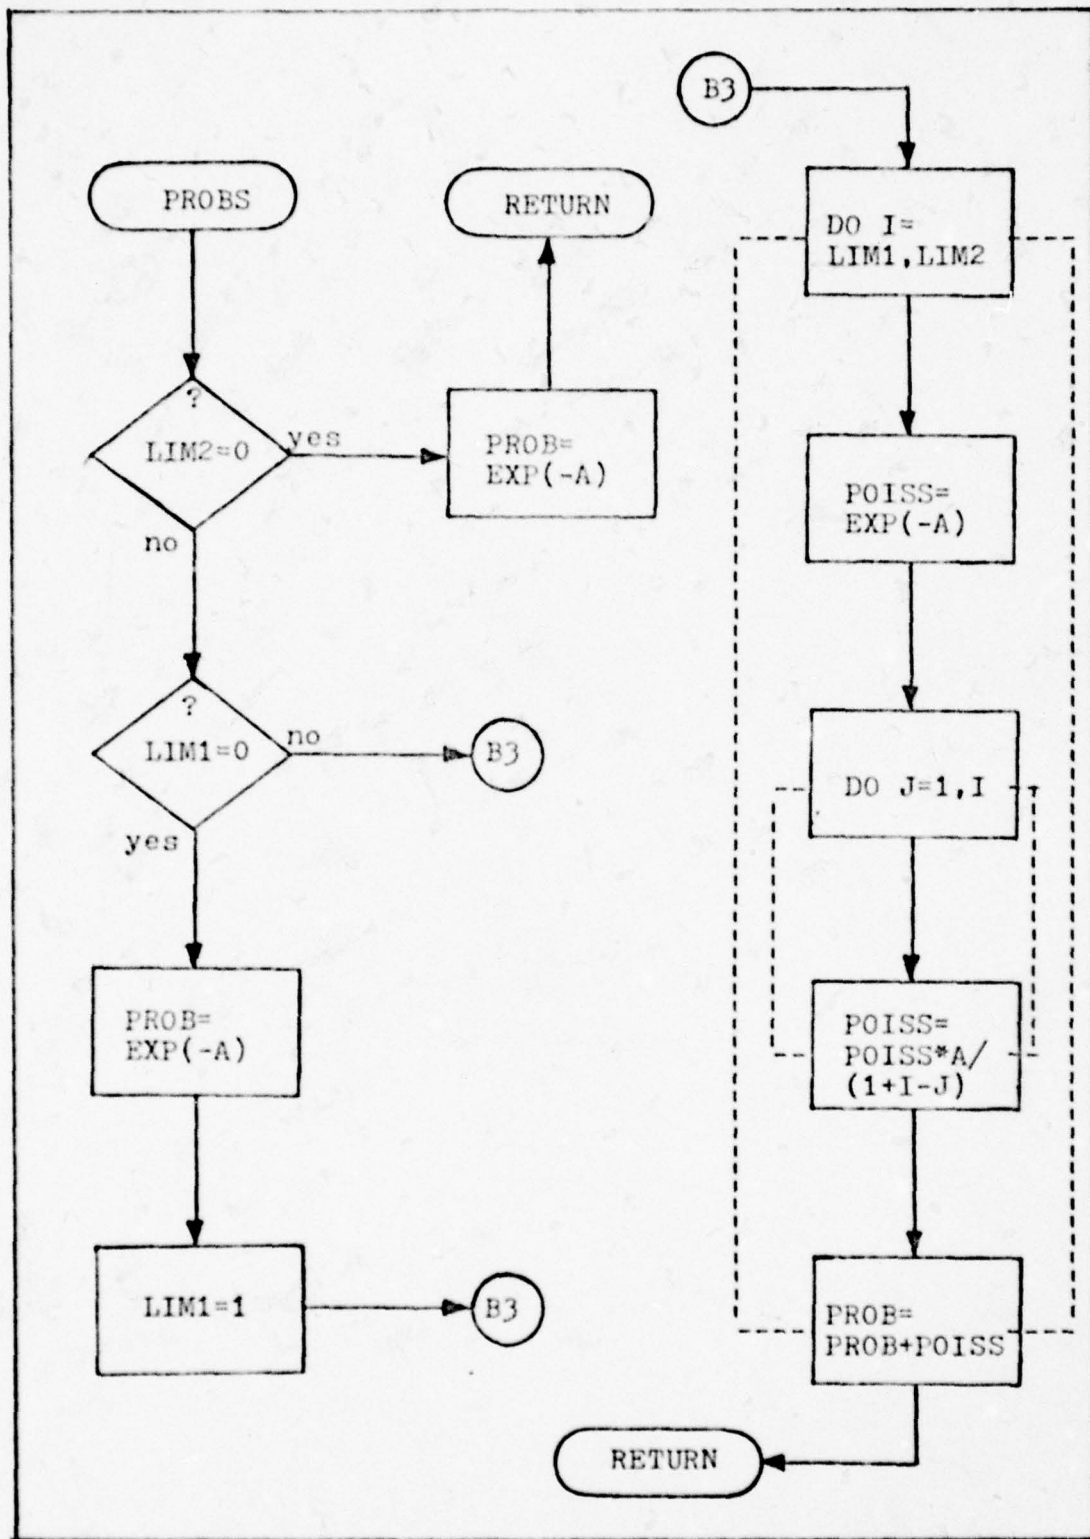 PROBS
?
LIM2=0
yes
no
PROB=
EXP(-A)
RETURN
?
LIM1=0
no
B3
yes
PROB=
EXP(-A)
LIM1=1
B3
B3
DO I=
LIM1,LIM2
POISS=
EXP(-A)
DO J=1,I
POISS=
POISS*A/
(1+I-J)
PROB=
PROB+POISS
RETURN